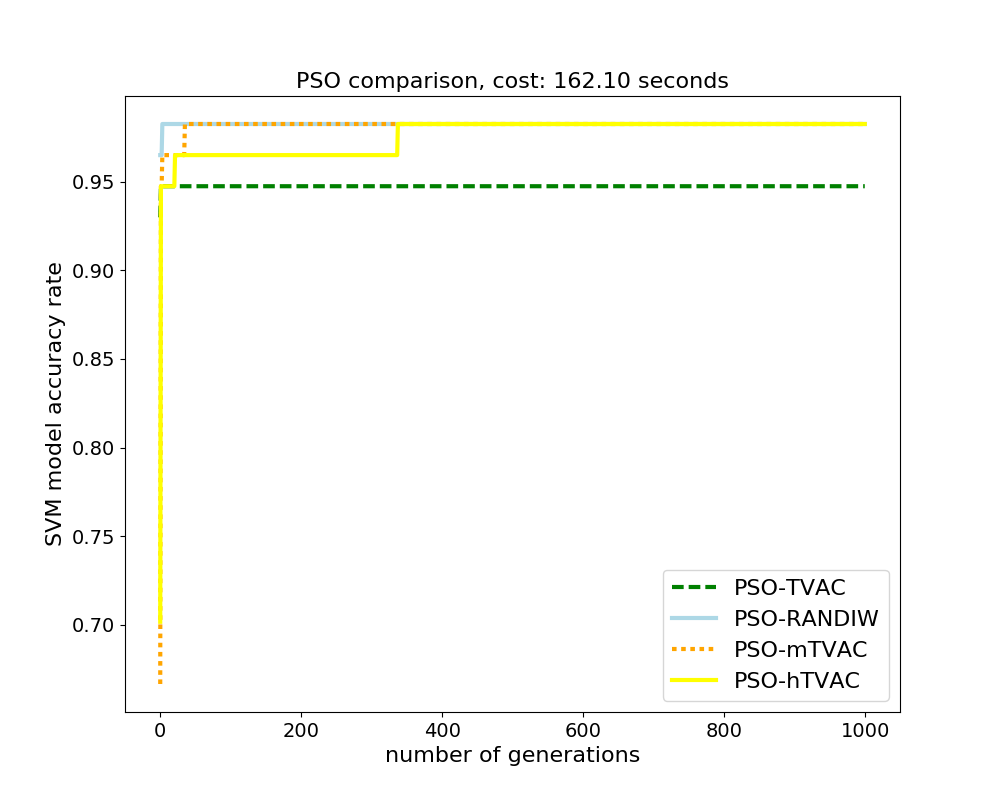 PSO comparison, cost: 162.10 seconds
SVM model accuracy rate
0.95
0.90
0.85
0.80
0.75
0.70
0
200
400
600
800
1000
number of generations
PSO-TVAC
PSO-RANDIW
PSO-mTVAC
PSO-hTVAC